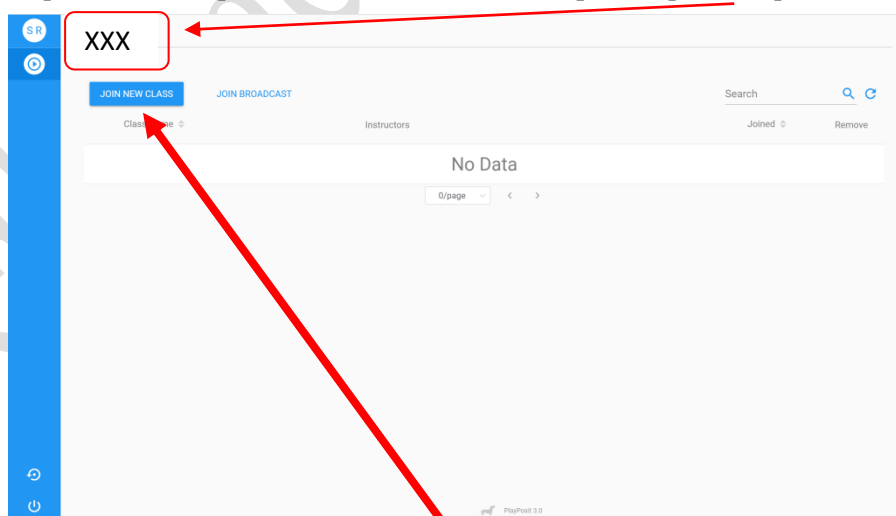 SR
XXX
JOIN NEW CLASS JOIN BROADCAST Search
Instructors Joined Remove
No Data
0/page
PlayPosit 3.0